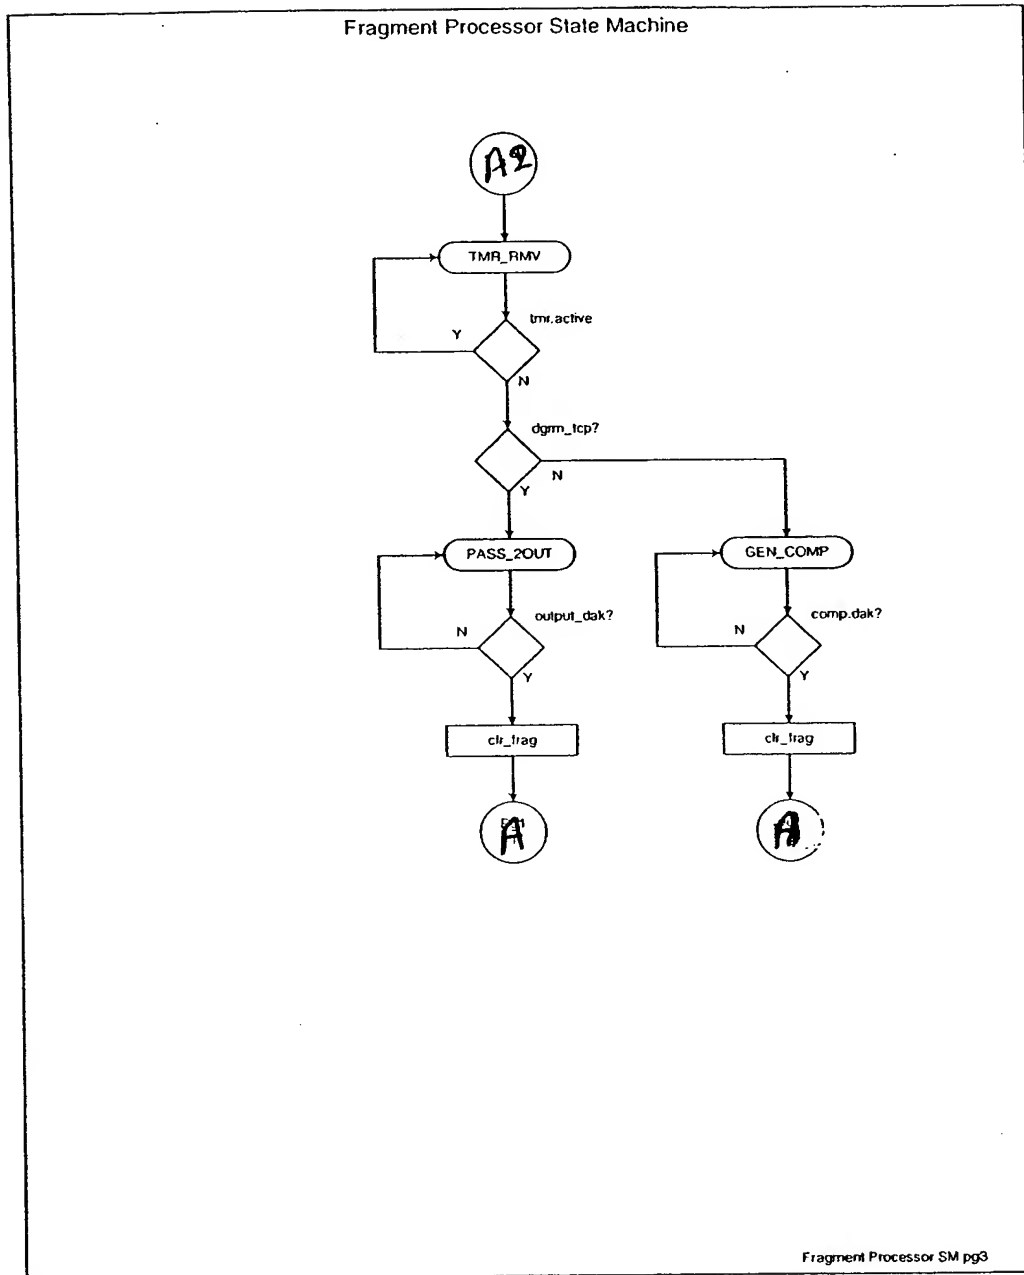 Fragment Processor State Machine
A2
TMR_RMV
tmr.active
Y
N
dgrm_tcp?
N
Y
PASS_2OUT
GEN_COMP
output_dak?
comp.dak?
N
N
Y
Y
clr_frag
clr_frag
A
A
Fragment Processor SM pg3